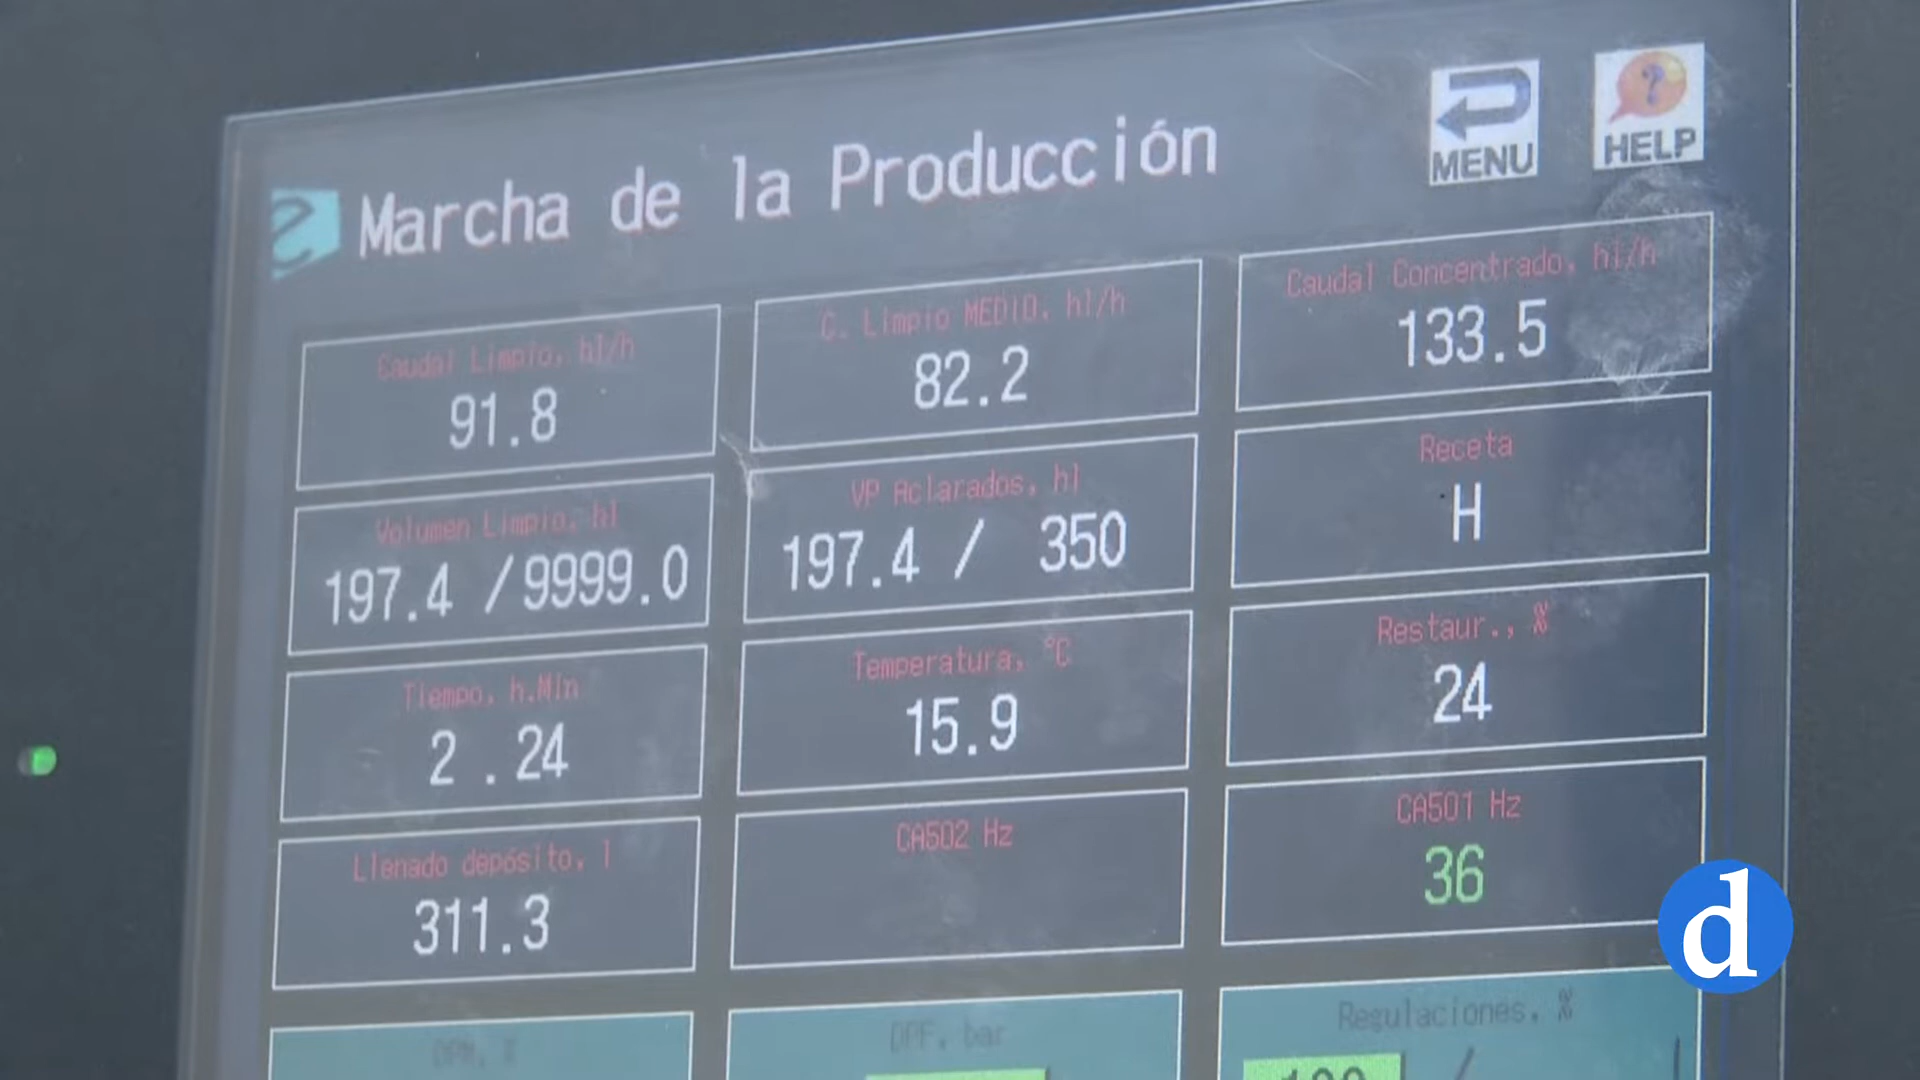 Marcha de la Producción
MENU
HELP
Caudal Limpio, hl/h
91.8
C. Limpio MEDIO, hl/h
82.2
Caudal Concentrado, hl/h
133.5
Volumen Limpio, hl
197.4 /9999.0
VP Aclarados, hl
197.4 / 350
Receta
H
Tiempo, h.Min
2 .24
Temperatura, °C
15.9
Restaur., %
24
Llenado depósito, l
311.3
CA502 Hz
CA501 Hz
36
DPF, bar
Regulaciones, %
d